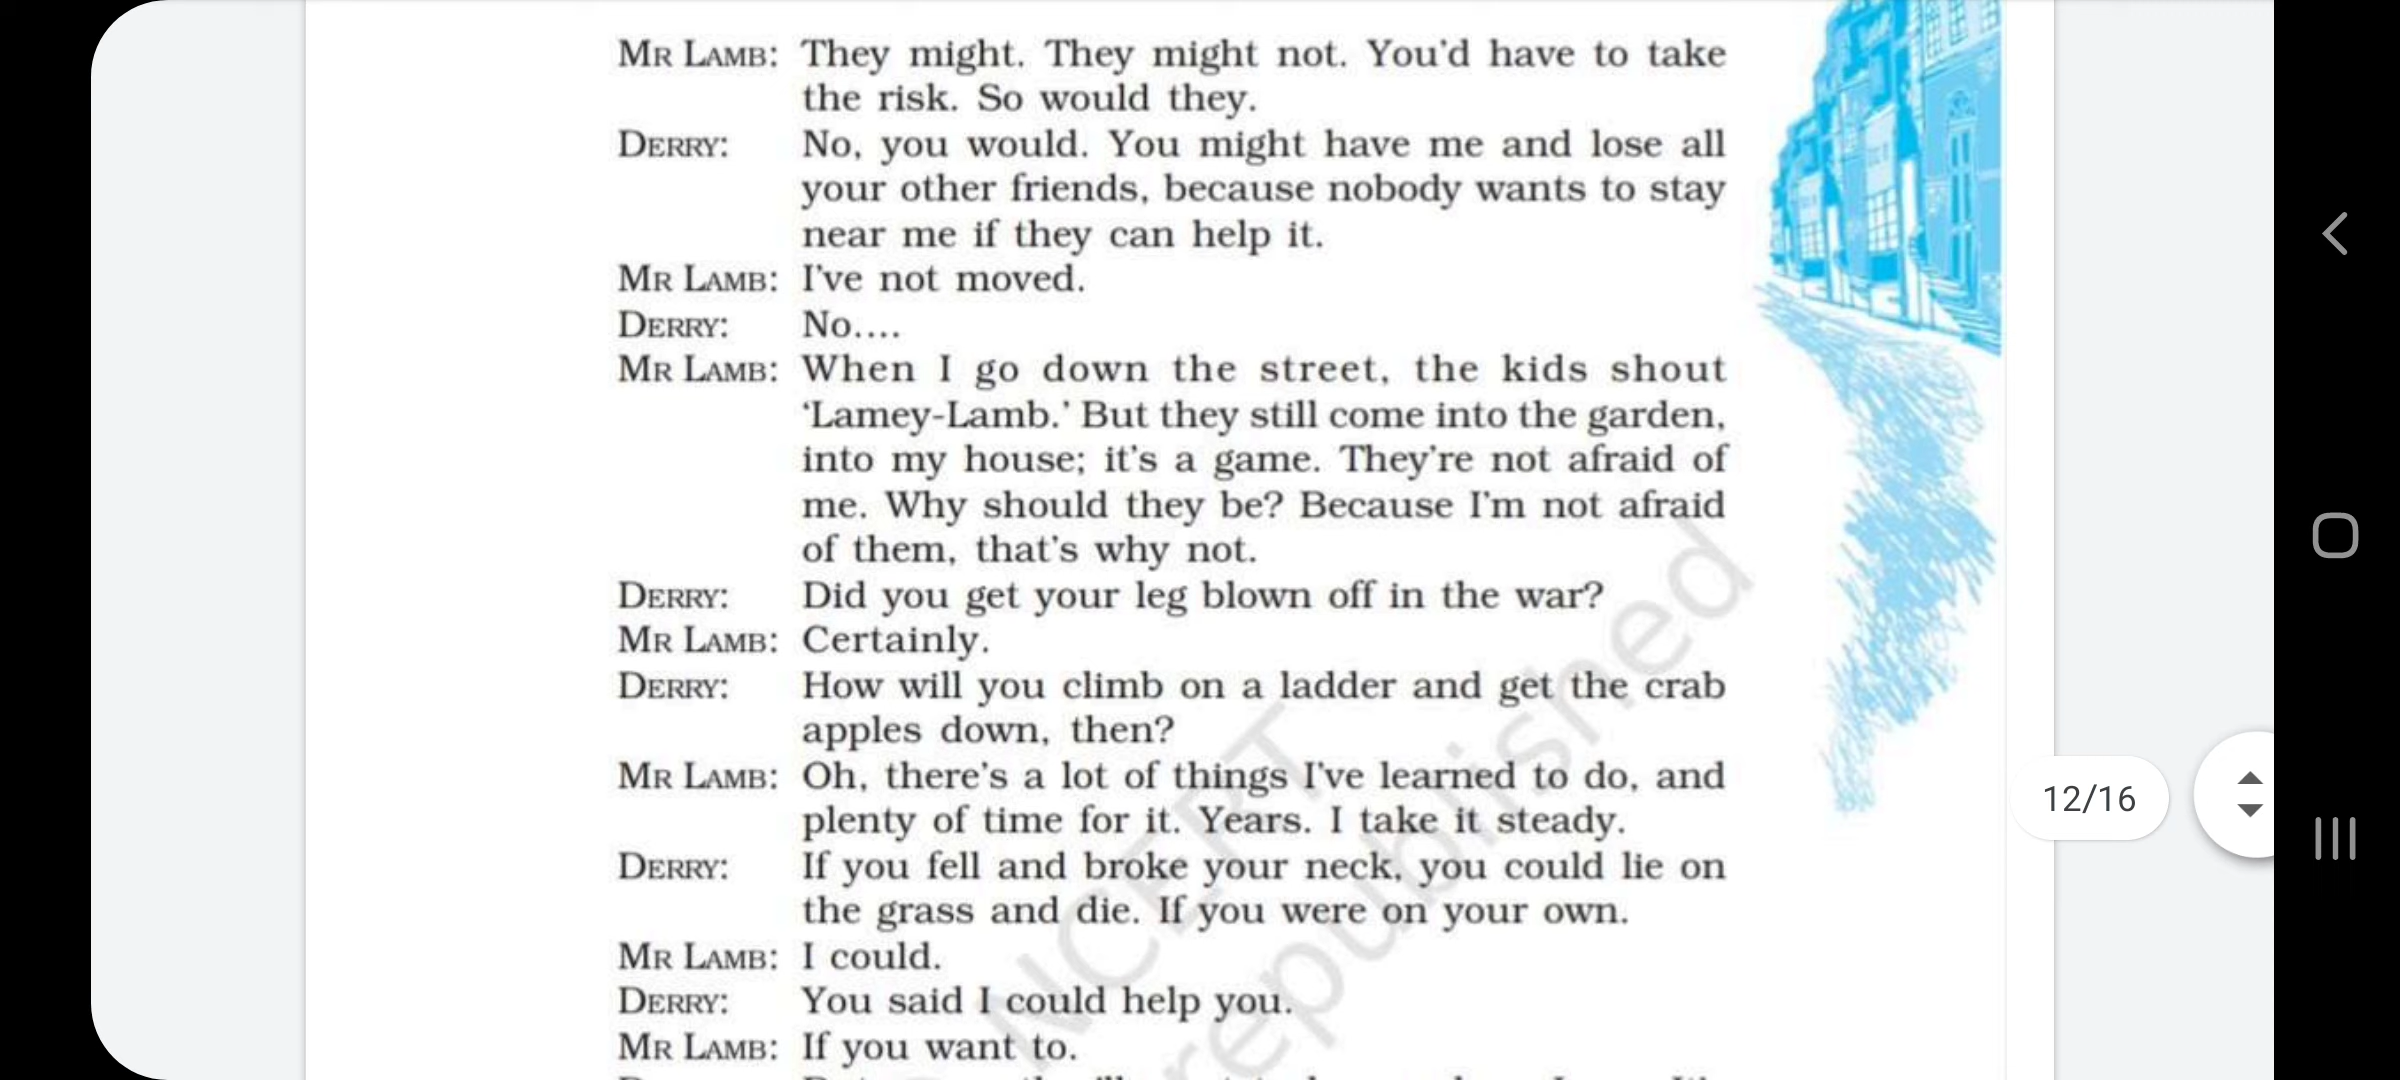 MR LAMB: They might. They might not. You'd have to take
the risk. So would they.
DERRY: No, you would. You might have me and lose all
your other friends, because nobody wants to stay
near me if they can help it.
MR LAMB: I've not moved.
DERRY: No....
MR LAMB: When I go down the street, the kids shout
‘Lamey-Lamb.’ But they still come into the garden,
into my house; it's a game. They're not afraid of
me. Why should they be? Because I'm not afraid
of them, that's why not.
DERRY: Did you get your leg blown off in the war?
MR LAMB: Certainly.
DERRY: How will you climb on a ladder and get the crab
apples down, then?
MR LAMB: Oh, there's a lot of things I've learned to do, and
plenty of time for it. Years. I take it steady.
DERRY: If you fell and broke your neck, you could lie on
the grass and die. If you were on your own.
MR LAMB: I could.
DERRY: You said I could help you.
MR LAMB: If you want to.
NCERT
republished
12/16